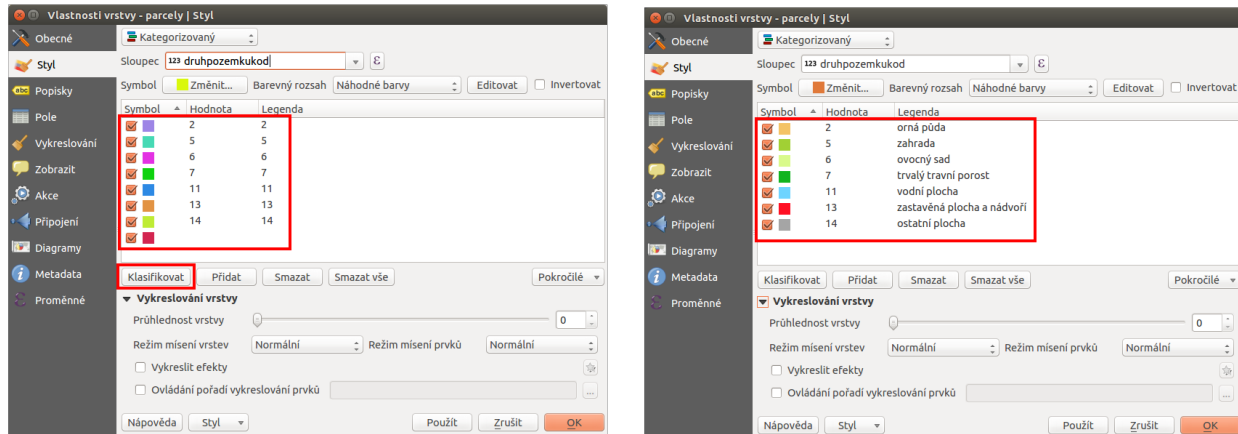 Vlastnosti vrstvy - parcely | Styl
Obecné
Styl
Popisky
Pole
Vykreslování
Zobrazit
Akce
Připojení
Diagramy
Metadata
Proměnné
Kategorizovaný
Sloupec 123 druhpozemkukod ε
Symbol Změnit... Barevný rozsah Náhodné barvy Editovat Invertovat
Symbol Hodnota Legenda
2 2
5 5
6 6
7 7
11 11
13 13
14 14
Klasifikovat Přidat Smazat Smazat vše Pokročilé
Vykreslování vrstvy
Průhlednost vrstvy 0
Režim mísení vrstev Normální Režim mísení prvků Normální
Vykreslit efekty
Ovládání pořadí vykreslování prvků ...
Nápověda Styl Použít Zrušit OK
Vlastnosti vrstvy - parcely | Styl
Obecné
Styl
Popisky
Pole
Vykreslování
Zobrazit
Akce
Připojení
Diagramy
Metadata
Proměnné
Kategorizovaný
Sloupec 123 druhpozemkukod ε
Symbol Změnit... Barevný rozsah Náhodné barvy Editovat Invertovat
Symbol Hodnota Legenda
2 orná půda
5 zahrada
6 ovocný sad
7 trvalý travní porost
11 vodní plocha
13 zastavěná plocha a nádvoří
14 ostatní plocha
Klasifikovat Přidat Smazat Smazat vše Pokročilé
Vykreslování vrstvy
Průhlednost vrstvy 0
Režim mísení vrstev Normální Režim mísení prvků Normální
Vykreslit efekty
Ovládání pořadí vykreslování prvků ...
Nápověda Styl Použít Zrušit OK